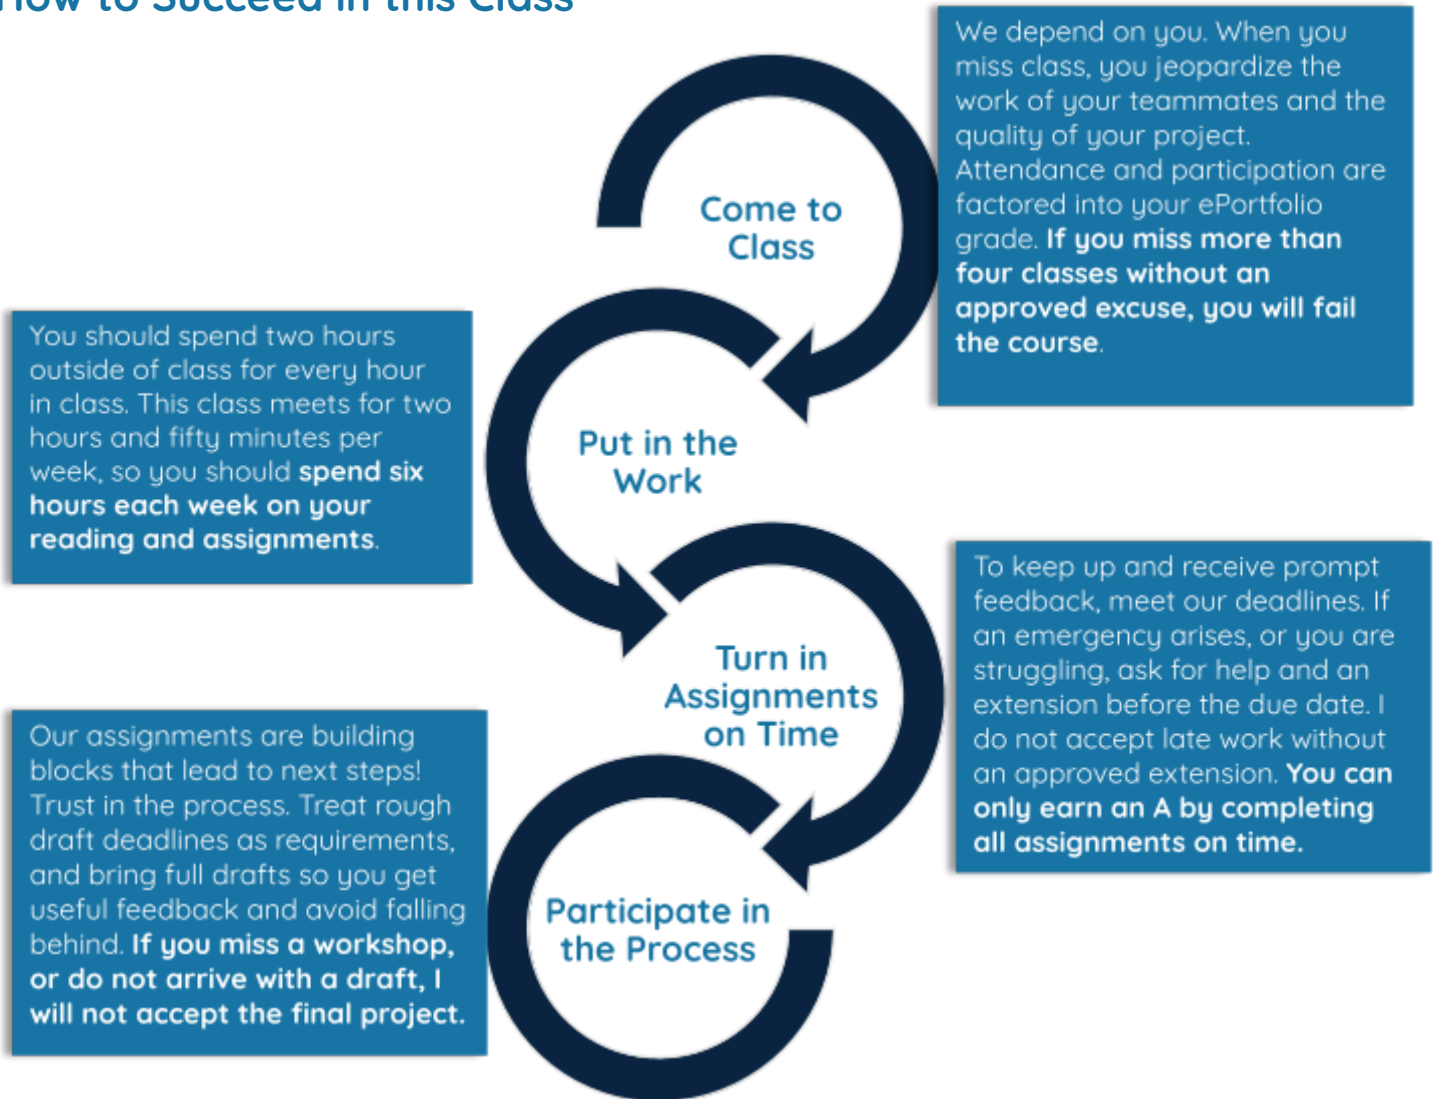 How to Succeed in this Class
We depend on you. When you
miss class, you jeopardize the
work of your teammates and the
quality of your project.
Attendance and participation are
factored into your ePortfolio
grade. If you miss more than
four classes without an
approved excuse, you will fail
the course.
Come to
Class
You should spend two hours
outside of class for every hour
in class. This class meets for two
hours and fifty minutes per
week, so you should spend six
hours each week on your
reading and assignments.
Put in the
Work
To keep up and receive prompt
feedback, meet our deadlines. If
an emergency arises, or you are
struggling, ask for help and an
extension before the due date. I
do not accept late work without
an approved extension. You can
only earn an A by completing
all assignments on time.
Turn in
Assignments
on Time
Our assignments are building
blocks that lead to next steps!
Trust in the process. Treat rough
draft deadlines as requirements,
and bring full drafts so you get
useful feedback and avoid falling
behind. If you miss a workshop,
or do not arrive with a draft, I
will not accept the final project.
Participate in
the Process